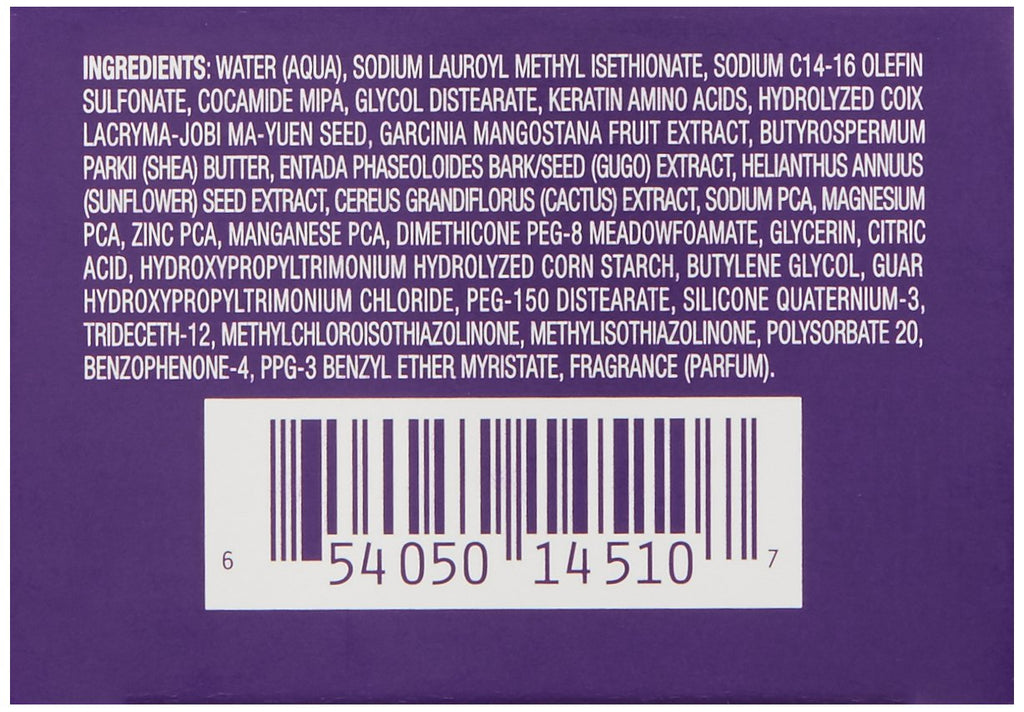 INGREDIENTS: WATER (AQUA), SODIUM LAUROYL METHYL ISETHIONATE, SODIUM C14-16 OLEFIN
SULFONATE, COCAMIDE MIPA, GLYCOL DISTEARATE, KERATIN AMINO ACIDS, HYDROLYZED COIX
LACRYMA-JOBI MA-YUEN SEED, GARCINIA MANGOSTANA FRUIT EXTRACT, BUTYROSPERMUM
PARKII (SHEA) BUTTER, ENTADA PHASEOLOIDES BARK/SEED (GUGO) EXTRACT, HELIANTHUS ANNUUS
(SUNFLOWER) SEED EXTRACT, CEREUS GRANDIFLORUS (CACTUS) EXTRACT, SODIUM PCA, MAGNESIUM
PCA, ZINC PCA, MANGANESE PCA, DIMETHICONE PEG-8 MEADOWFOAMATE, GLYCERIN, CITRIC
ACID, HYDROXYPROPYLTRIMONIUM HYDROLYZED CORN STARCH, BUTYLENE GLYCOL, GUAR
HYDROXYPROPYLTRIMONIUM CHLORIDE, PEG-150 DISTEARATE, SILICONE QUATERNIUM-3,
TRIDECETH-12, METHYLCHLOROISOTHIAZOLINONE, METHYLISOTHIAZOLINONE, POLYSORBATE 20,
BENZOPHENONE-4, PPG-3 BENZYL ETHER MYRISTATE, FRAGRANCE (PARFUM).
6 54050 14510 7